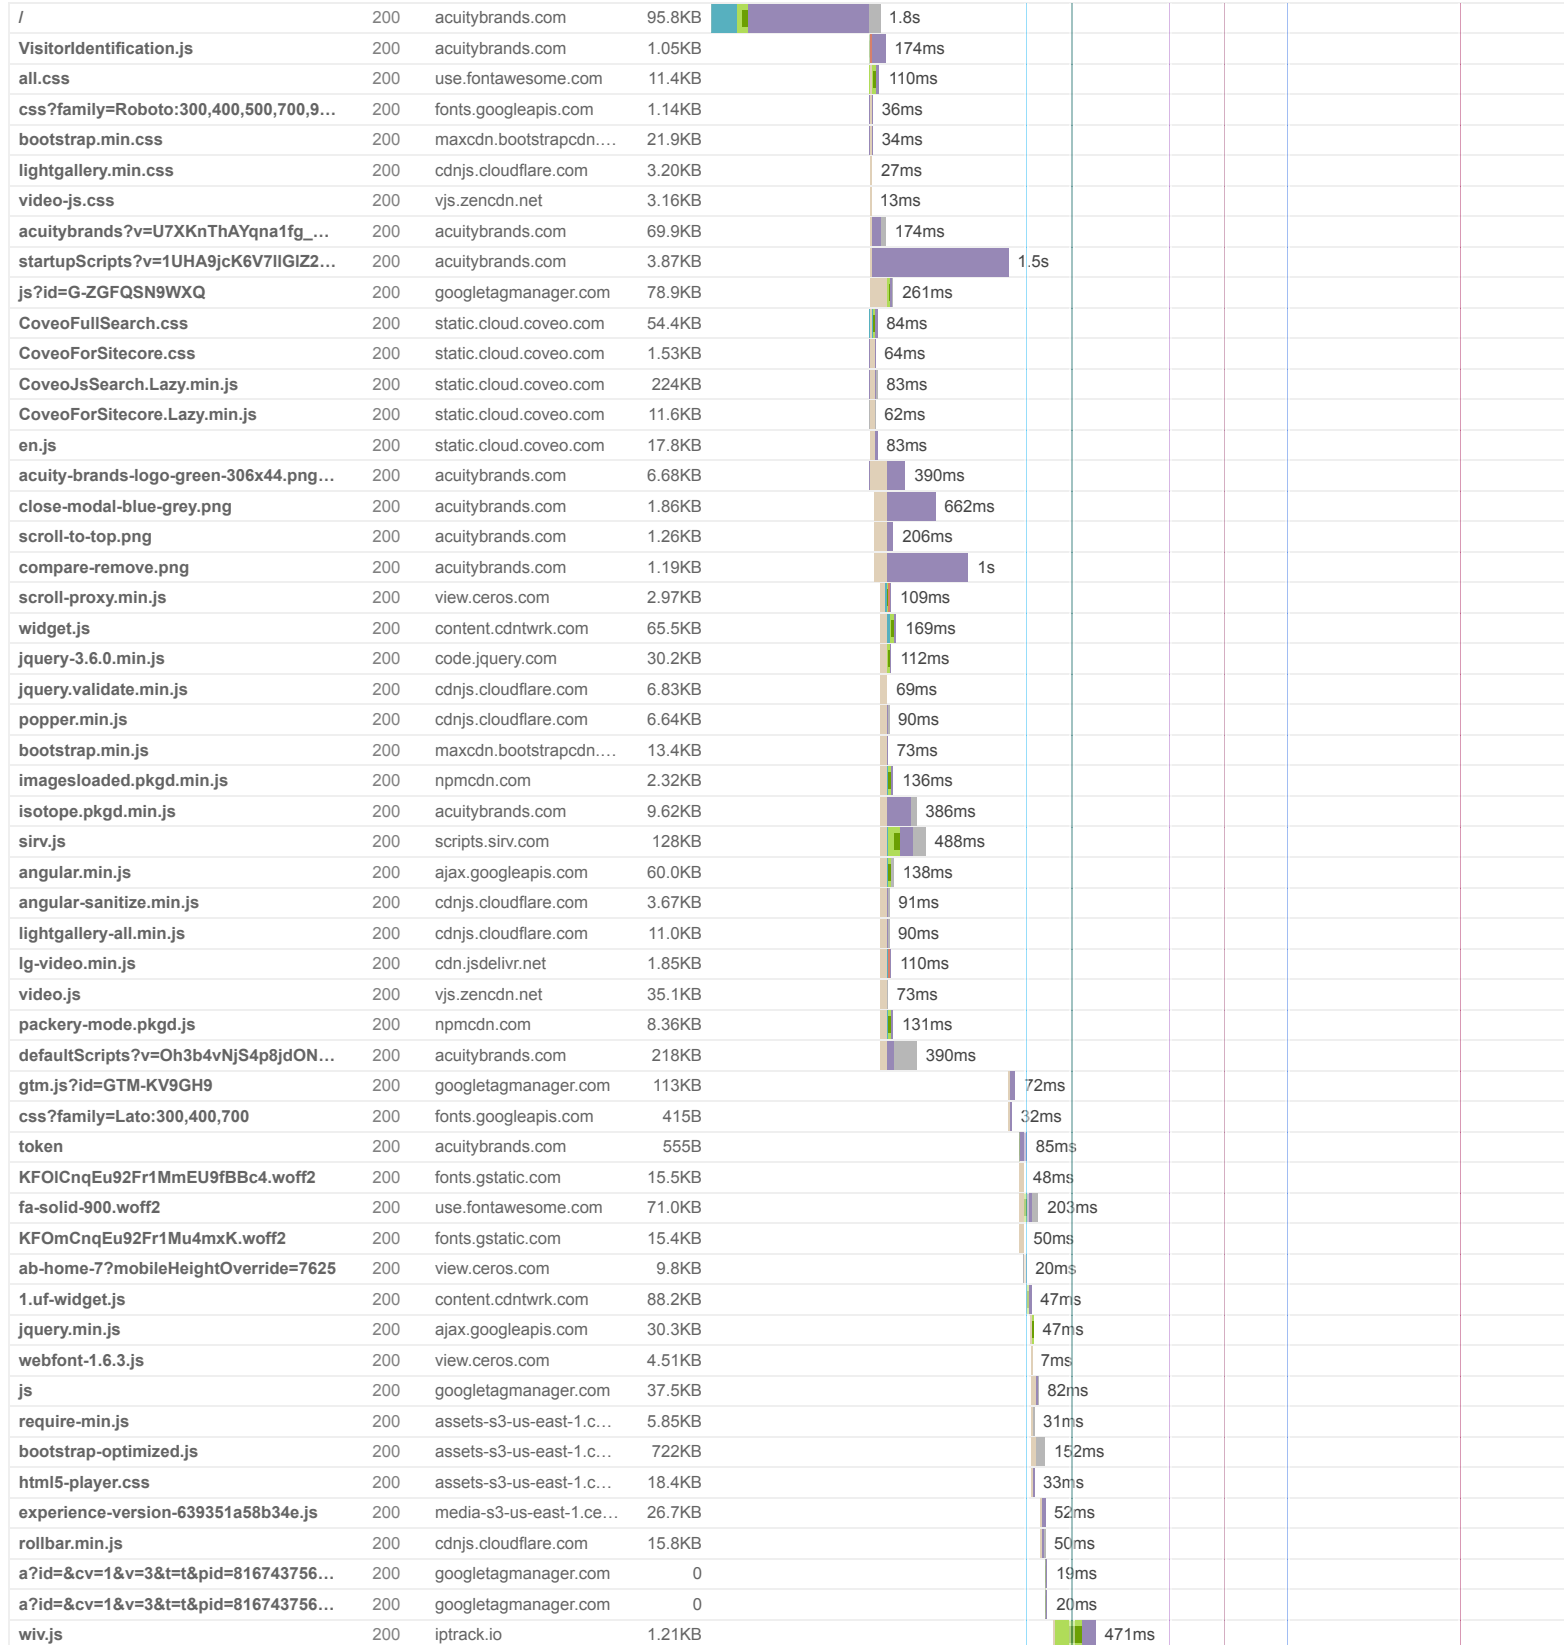 / 200 acuitybrands.com 95.8KB 1.8s
VisitorIdentification.js 200 acuitybrands.com 1.05KB 174ms
all.css 200 use.fontawesome.com 11.4KB 110ms
css?family=Roboto:300,400,500,700,9… 200 fonts.googleapis.com 1.14KB 36ms
bootstrap.min.css 200 maxcdn.bootstrapcdn.… 21.9KB 34ms
lightgallery.min.css 200 cdnjs.cloudflare.com 3.20KB 27ms
video-js.css 200 vjs.zencdn.net 3.16KB 13ms
acuitybrands?v=U7XKnThAYqna1fg_… 200 acuitybrands.com 69.9KB 174ms
startupScripts?v=1UHA9jcK6V7IIGIZ2… 200 acuitybrands.com 3.87KB 1.5s
js?id=G-ZGFQSN9WXQ 200 googletagmanager.com 78.9KB 261ms
CoveoFullSearch.css 200 static.cloud.coveo.com 54.4KB 84ms
CoveoForSitecore.css 200 static.cloud.coveo.com 1.53KB 64ms
CoveoJsSearch.Lazy.min.js 200 static.cloud.coveo.com 224KB 83ms
CoveoForSitecore.Lazy.min.js 200 static.cloud.coveo.com 11.6KB 62ms
en.js 200 static.cloud.coveo.com 17.8KB 83ms
acuity-brands-logo-green-306x44.png… 200 acuitybrands.com 6.68KB 390ms
close-modal-blue-grey.png 200 acuitybrands.com 1.86KB 662ms
scroll-to-top.png 200 acuitybrands.com 1.26KB 206ms
compare-remove.png 200 acuitybrands.com 1.19KB 1s
scroll-proxy.min.js 200 view.ceros.com 2.97KB 109ms
widget.js 200 content.cdntwrk.com 65.5KB 169ms
jquery-3.6.0.min.js 200 code.jquery.com 30.2KB 112ms
jquery.validate.min.js 200 cdnjs.cloudflare.com 6.83KB 69ms
popper.min.js 200 cdnjs.cloudflare.com 6.64KB 90ms
bootstrap.min.js 200 maxcdn.bootstrapcdn.… 13.4KB 73ms
imagesloaded.pkgd.min.js 200 npmcdn.com 2.32KB 136ms
isotope.pkgd.min.js 200 acuitybrands.com 9.62KB 386ms
sirv.js 200 scripts.sirv.com 128KB 488ms
angular.min.js 200 ajax.googleapis.com 60.0KB 138ms
angular-sanitize.min.js 200 cdnjs.cloudflare.com 3.67KB 91ms
lightgallery-all.min.js 200 cdnjs.cloudflare.com 11.0KB 90ms
lg-video.min.js 200 cdn.jsdelivr.net 1.85KB 110ms
video.js 200 vjs.zencdn.net 35.1KB 73ms
packery-mode.pkgd.js 200 npmcdn.com 8.36KB 131ms
defaultScripts?v=Oh3b4vNjS4p8jdON… 200 acuitybrands.com 218KB 390ms
gtm.js?id=GTM-KV9GH9 200 googletagmanager.com 113KB 72ms
css?family=Lato:300,400,700 200 fonts.googleapis.com 415B 32ms
token 200 acuitybrands.com 555B 85ms
KFOlCnqEu92Fr1MmEU9fBBc4.woff2 200 fonts.gstatic.com 15.5KB 48ms
fa-solid-900.woff2 200 use.fontawesome.com 71.0KB 203ms
KFOmCnqEu92Fr1Mu4mxK.woff2 200 fonts.gstatic.com 15.4KB 50ms
ab-home-7?mobileHeightOverride=7625 200 view.ceros.com 9.8KB 20ms
1.uf-widget.js 200 content.cdntwrk.com 88.2KB 47ms
jquery.min.js 200 ajax.googleapis.com 30.3KB 47ms
webfont-1.6.3.js 200 view.ceros.com 4.51KB 7ms
js 200 googletagmanager.com 37.5KB 82ms
require-min.js 200 assets-s3-us-east-1.c… 5.85KB 31ms
bootstrap-optimized.js 200 assets-s3-us-east-1.c… 722KB 152ms
html5-player.css 200 assets-s3-us-east-1.c… 18.4KB 33ms
experience-version-639351a58b34e.js 200 media-s3-us-east-1.ce… 26.7KB 52ms
rollbar.min.js 200 cdnjs.cloudflare.com 15.8KB 50ms
a?id=&cv=1&v=3&t=t&pid=816743756… 200 googletagmanager.com 0 19ms
a?id=&cv=1&v=3&t=t&pid=816743756… 200 googletagmanager.com 0 20ms
wiv.js 200 iptrack.io 1.21KB 471ms